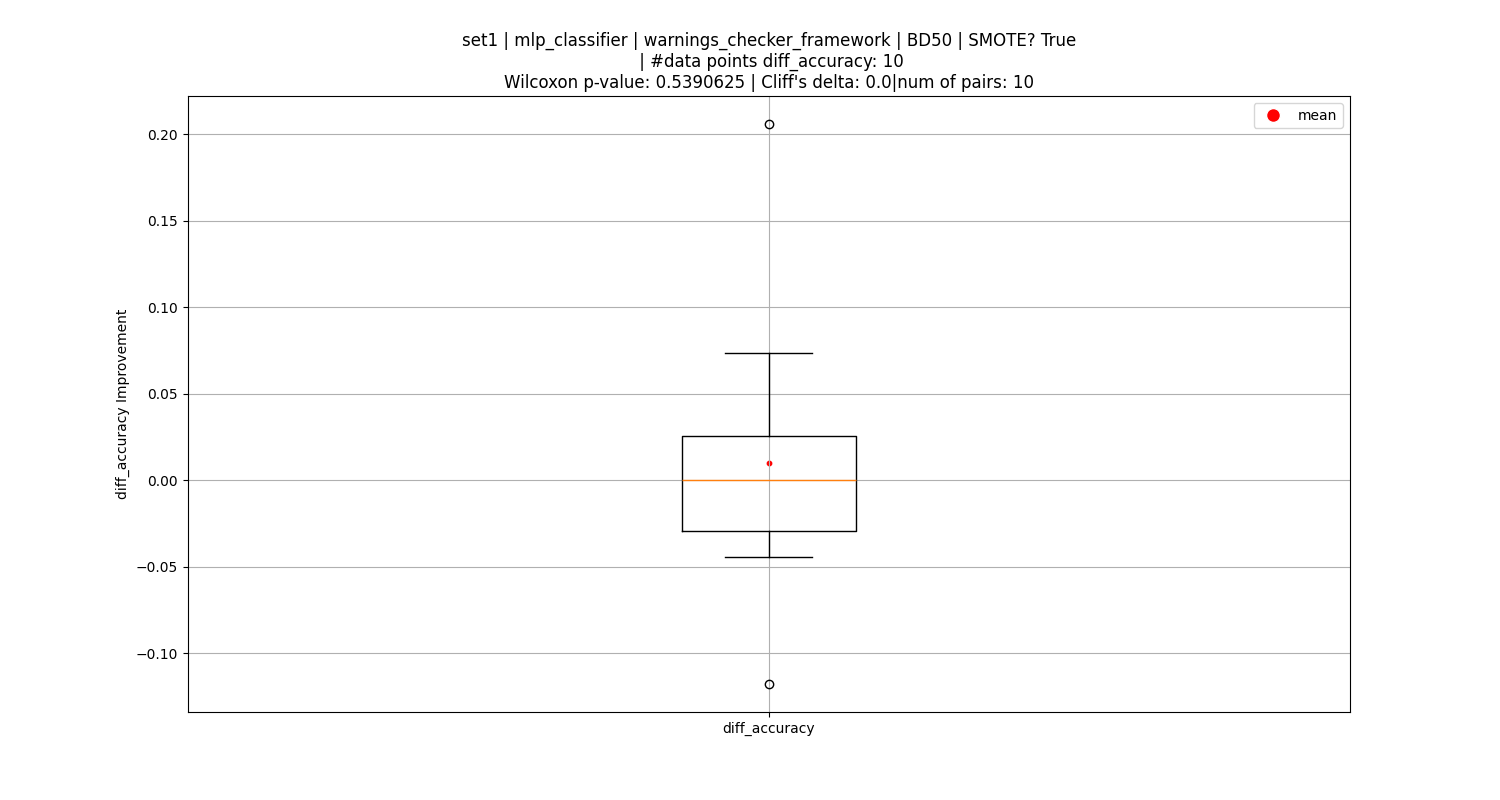 set1 | mlp_classifier | warnings_checker_framework | BD50 | SMOTE? True
| #data points diff_accuracy: 10
Wilcoxon p-value: 0.5390625 | Cliff's delta: 0.0|num of pairs: 10
mean
0.20
0.15
0.10
0.05
0.00
−0.05
−0.10
diff_accuracy Improvement
diff_accuracy